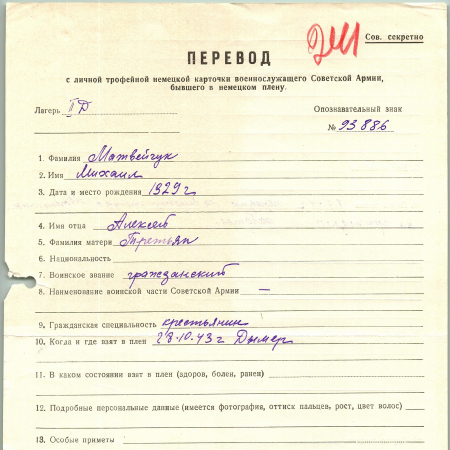 Сов. секретно
ПЕРЕВОД
с личной трофейной немецкой карточки военнослужащего Советской Армии,
бывшего в немецком плену.
Лагерь II Д
Опознавательный знак
№ 93886
1. Фамилия Матвейчук
2. Имя Михаил
3. Дата и место рождения 1929 г
4. Имя отца Алексей
5. Фамилия матери Третьяк
6. Национальность
7. Воинское звание гражданский
8. Наименование воинской части Советской Армии —
9. Гражданская специальность крестьянин
10. Когда и где взят в плен 28.10.43 г Дымер
11. В каком состоянии взят в плен (здоров, болен, ранен)
12. Подробные персональные данные (имеется фотография, оттиск пальцев, рост, цвет волос)
13. Особые приметы